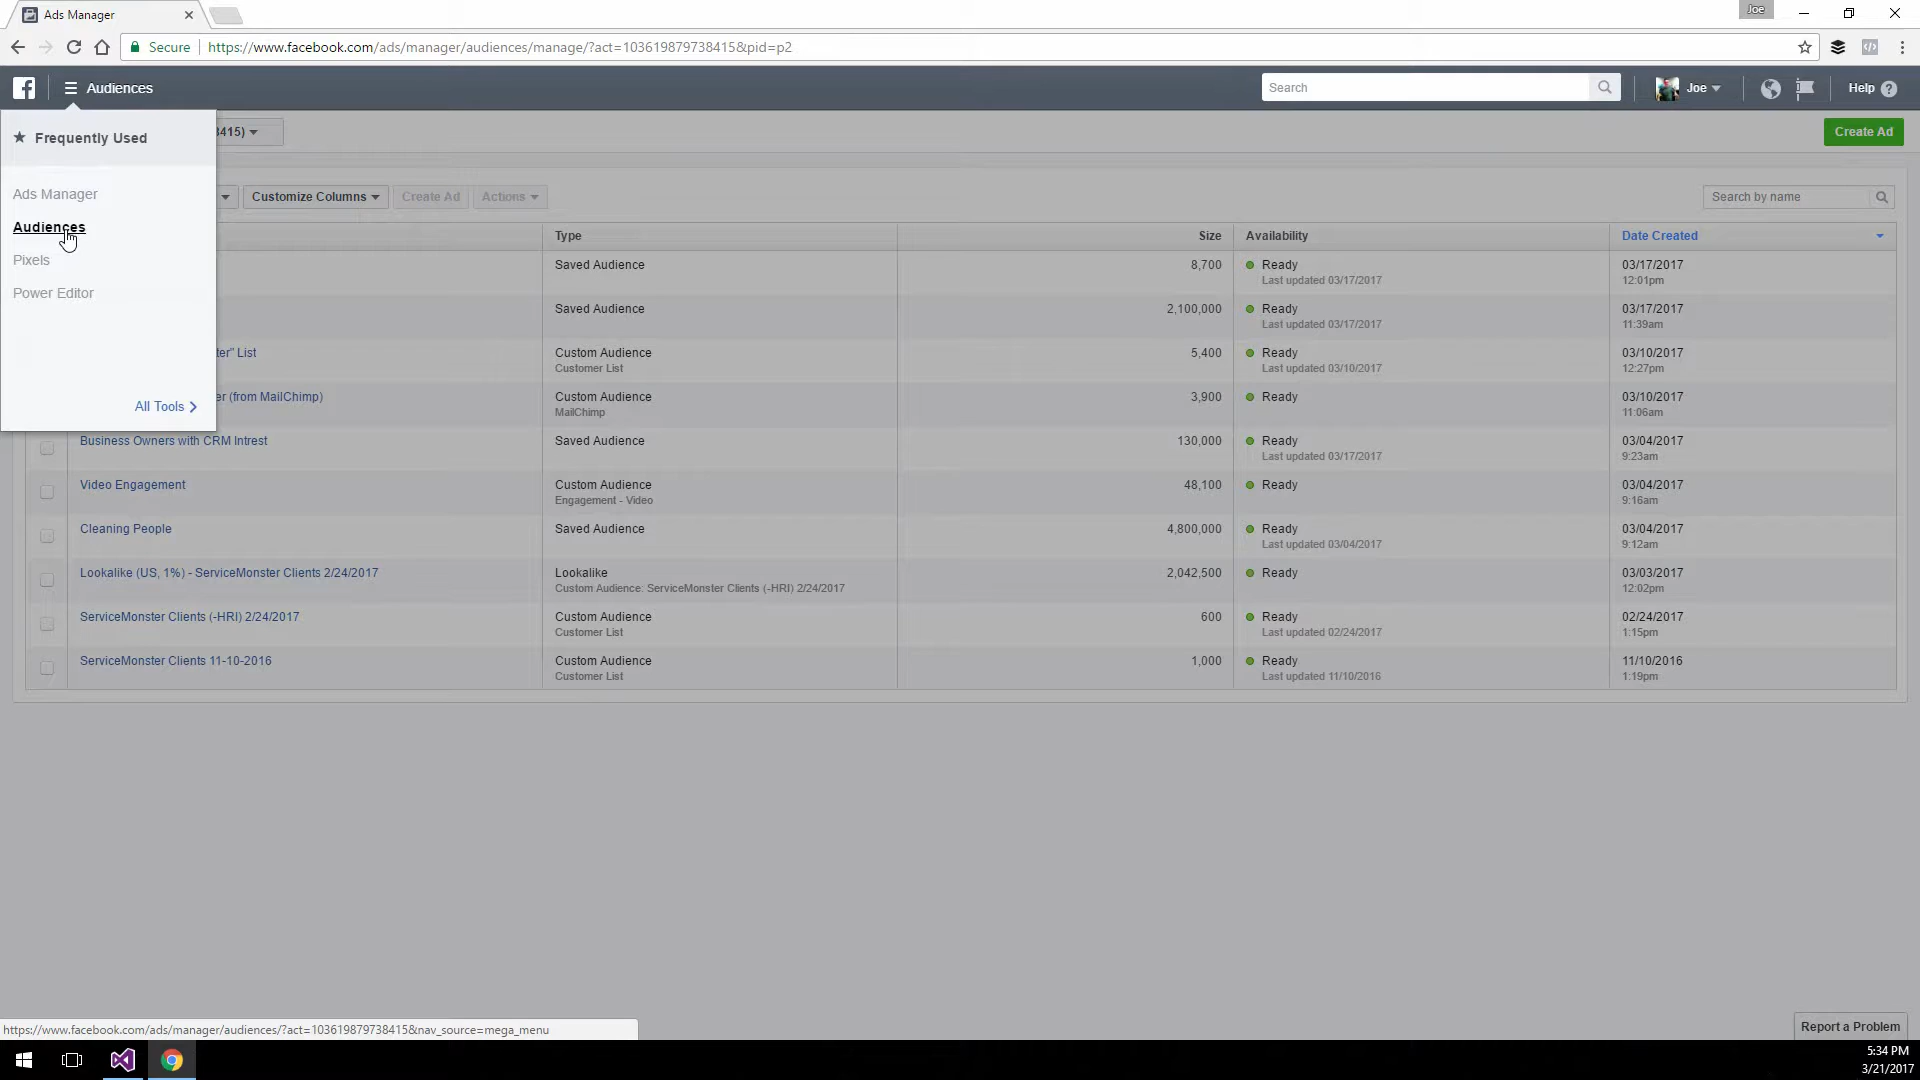 Ads Manager
Joe
Secure https://www.facebook.com/ads/manager/audiences/manage/?act=103619879738415&pid=p2
Audiences
Search
Joe
Help
Frequently Used
3415)
Create Ad
Ads Manager
Audiences
Pixels
Power Editor
All Tools
Customize Columns
Create Ad
Actions
Search by name
Type
Size
Availability
Date Created
Saved Audience
8,700
Ready
Last updated 03/17/2017
03/17/2017
12:01pm
Saved Audience
2,100,000
Ready
Last updated 03/17/2017
03/17/2017
11:39am
ter" List
Custom Audience
Customer List
5,400
Ready
Last updated 03/10/2017
03/10/2017
12:27pm
er (from MailChimp)
Custom Audience
MailChimp
3,900
Ready
03/10/2017
11:06am
Business Owners with CRM Intrest
Saved Audience
130,000
Ready
Last updated 03/17/2017
03/04/2017
9:23am
Video Engagement
Custom Audience
Engagement - Video
48,100
Ready
03/04/2017
9:16am
Cleaning People
Saved Audience
4,800,000
Ready
Last updated 03/04/2017
03/04/2017
9:12am
Lookalike (US, 1%) - ServiceMonster Clients 2/24/2017
Lookalike
Custom Audience: ServiceMonster Clients (-HRI) 2/24/2017
2,042,500
Ready
03/03/2017
12:02pm
ServiceMonster Clients (-HRI) 2/24/2017
Custom Audience
Customer List
600
Ready
Last updated 02/24/2017
02/24/2017
1:15pm
ServiceMonster Clients 11-10-2016
Custom Audience
Customer List
1,000
Ready
Last updated 11/10/2016
11/10/2016
1:19pm
https://www.facebook.com/ads/manager/audiences/?act=103619879738415&nav_source=mega_menu
Report a Problem
5:34 PM
3/21/2017